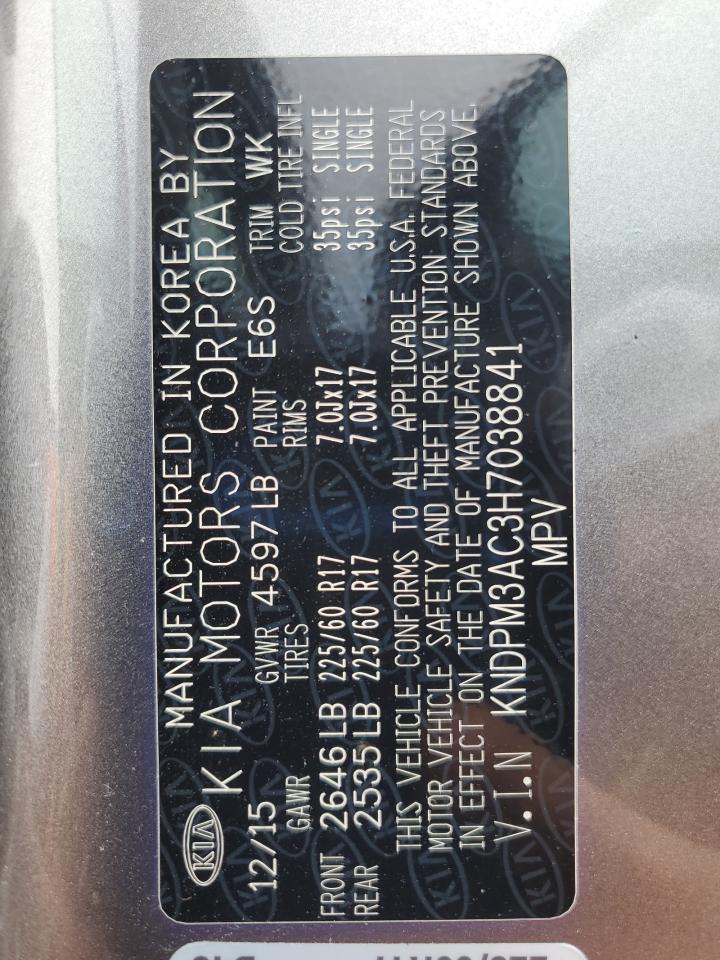 MANUFACTURED IN KOREA BY
KIA KIA MOTORS CORPORATION
12/15 GVWR 4597 LB PAINT E6S TRIM WK
GAWR TIRES RIMS COLD TIRE INFL
FRONT 2646 LB 225/60 R17 7.0Jx17 35psi SINGLE
REAR 2535 LB 225/60 R17 7.0Jx17 35psi SINGLE
THIS VEHICLE CONFORMS TO ALL APPLICABLE U.S.A. FEDERAL
MOTOR VEHICLE SAFETY AND THEFT PREVENTION STANDARDS
IN EFFECT ON THE DATE OF MANUFACTURE SHOWN ABOVE.
V.I.N KNDPM3AC3H7038841
MPV